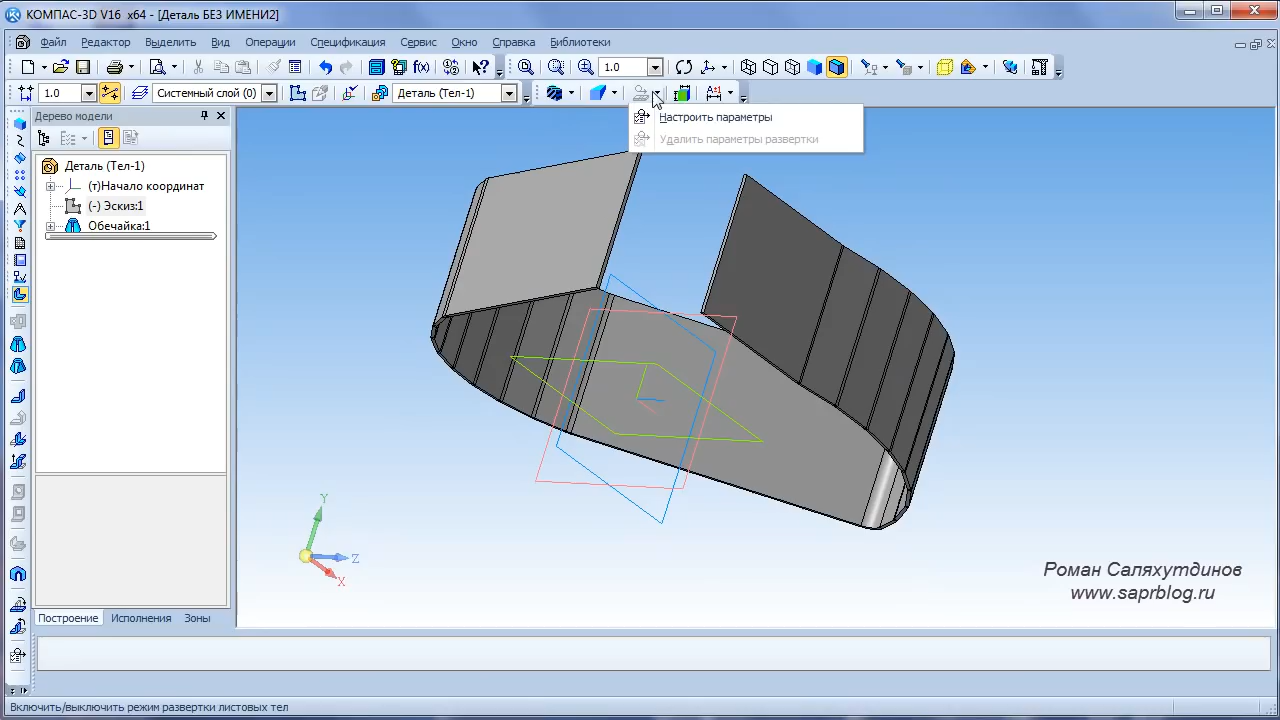 КОМПАС-3D V16 x64 - [Деталь БЕЗ ИМЕНИ2]
Файл Редактор Выделить Вид Операции Спецификация Сервис Окно Справка Библиотеки
1.0
f(x)
1.0 Системный слой (0) Деталь (Тел-1)
Настроить параметры
Удалить параметры развертки
Дерево модели
Деталь (Тел-1)
(т)Начало координат
(-) Эскиз:1
Обечайка:1
Y
Z
X
Роман Саляхутдинов
www.saprblog.ru
Построение Исполнения Зоны
Включить/выключить режим развертки листовых тел